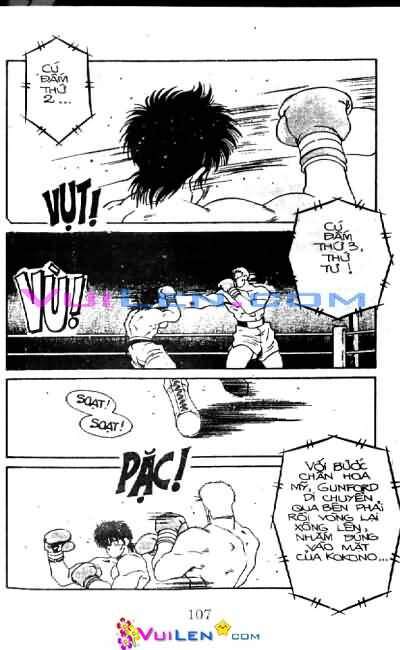 CÚ
ĐẤM
THỨ
2...
VỤT!
CÚ
ĐẤM
THỨ 3,
THỨ
TƯ!
VÙ!
VUILEN.COM
SOẠT!
SOẠT!
PẶC!
VỚI BƯỚC
CHÂN HOA
MỸ, GUNFORD
DI CHUYỂN
QUA BÊN PHẢI
RỒI VÒNG LẠI
XÔNG LÊN,
NHẮM ĐÚNG
VÀO MẶT
CỦA KOKONO...
107
VUILEN
.COM